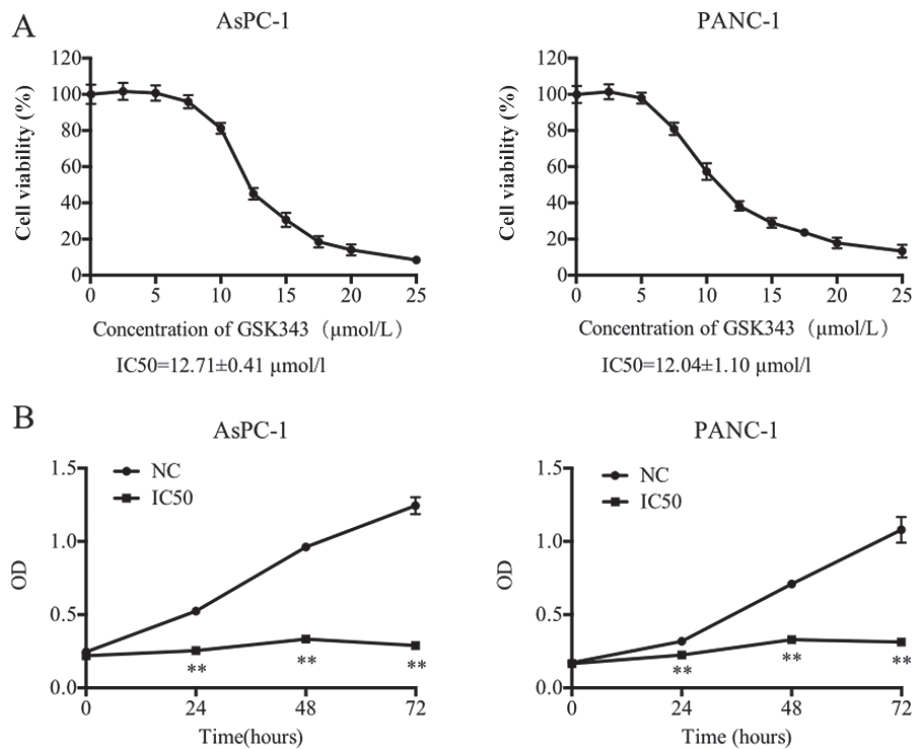 A
AsPC-1
PANC-1
120
100
80
60
40
20
0
Cell viability (%)
0 5 10 15 20 25
Concentration of GSK343（μmol/L）
IC50=12.71±0.41 μmol/l
120
100
80
60
40
20
0
Cell viability (%)
0 5 10 15 20 25
Concentration of GSK343（μmol/L）
IC50=12.04±1.10 μmol/l
B
AsPC-1
PANC-1
1.5
1.0
0.5
0.0
OD
NC
IC50
** ** **
0 24 48 72
Time(hours)
1.5
1.0
0.5
0.0
OD
NC
IC50
** ** **
0 24 48 72
Time (hours)